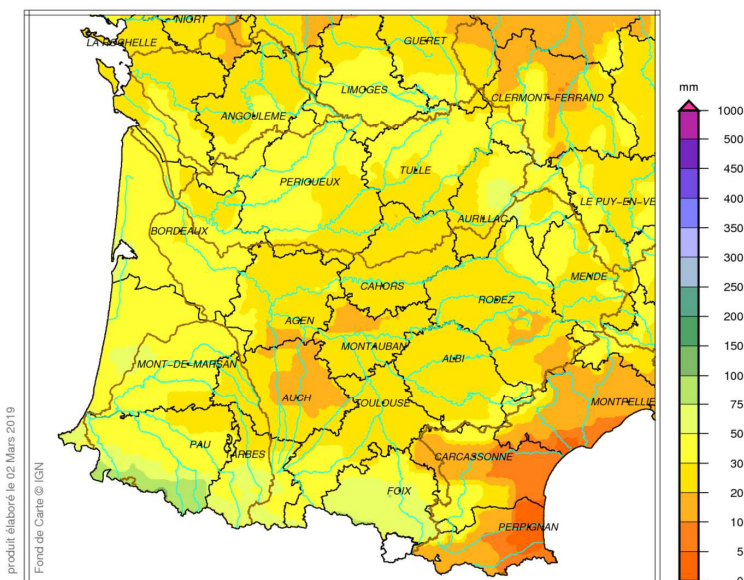 NIORT
LA ROCHELLE
GUERET
LIMOGES
CLERMONT-FERRAND
ANGOULEME
TULLE
PERIGUEUX
LE PUY-EN-VE
AURILLAC
BORDEAUX
MENDE
CAHORS
RODEZ
AGEN
MONTAUBAN
ALBI
MONT-DE-MARSAN
AUCH
TOULOUSE
MONTPELLIE
PAU
ARBES
CARCASSONNE
FOIX
PERPIGNAN
mm
1000
500
450
400
350
300
250
200
150
100
75
50
30
20
10
5
0
produit élaboré le 02 Mars 2019
Fond de Carte © IGN